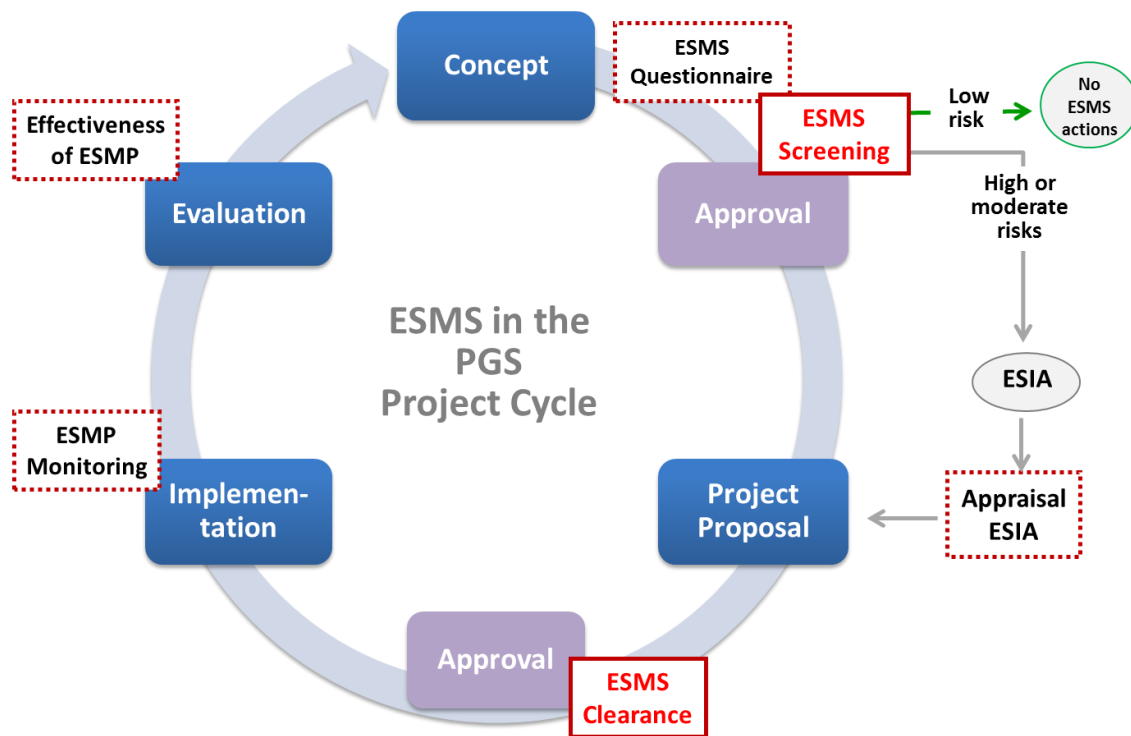 Concept
ESMS
Questionnaire
ESMS
Screening
Low
risk
No
ESMS
actions
High or
moderate
risks
Approval
ESIA
Appraisal
ESIA
Project
Proposal
Approval
ESMS
Clearance
Implemen-
tation
ESMP
Monitoring
Evaluation
Effectiveness
of ESMP
ESMS in the
PGS
Project Cycle